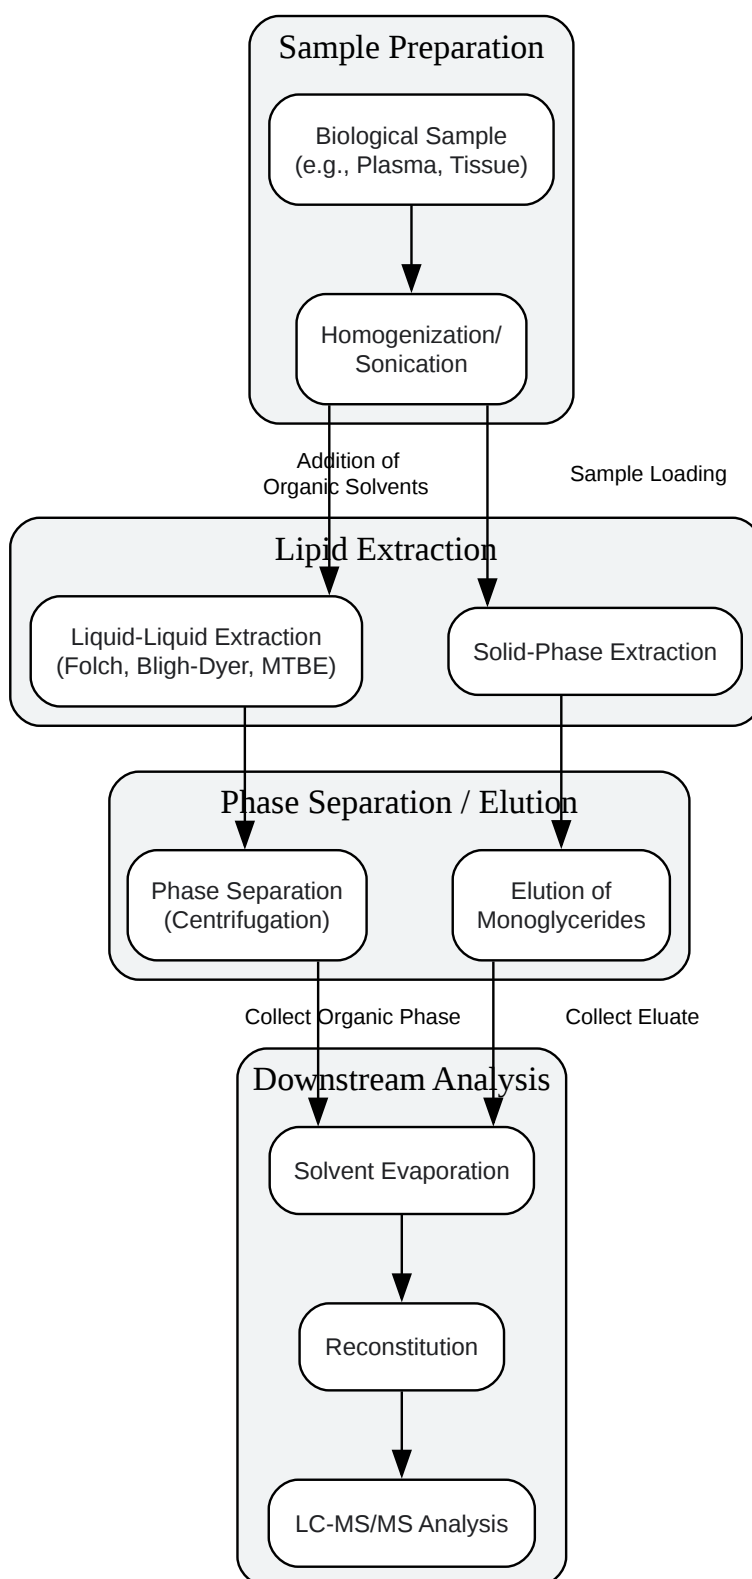 Sample Preparation
Biological Sample
(e.g., Plasma, Tissue)
Homogenization/
Sonication
Addition of
Organic Solvents
Sample Loading
Lipid Extraction
Liquid-Liquid Extraction
(Folch, Bligh-Dyer, MTBE)
Solid-Phase Extraction
Phase Separation / Elution
Phase Separation
(Centrifugation)
Elution of
Monoglycerides
Collect Organic Phase
Collect Eluate
Downstream Analysis
Solvent Evaporation
Reconstitution
LC-MS/MS Analysis